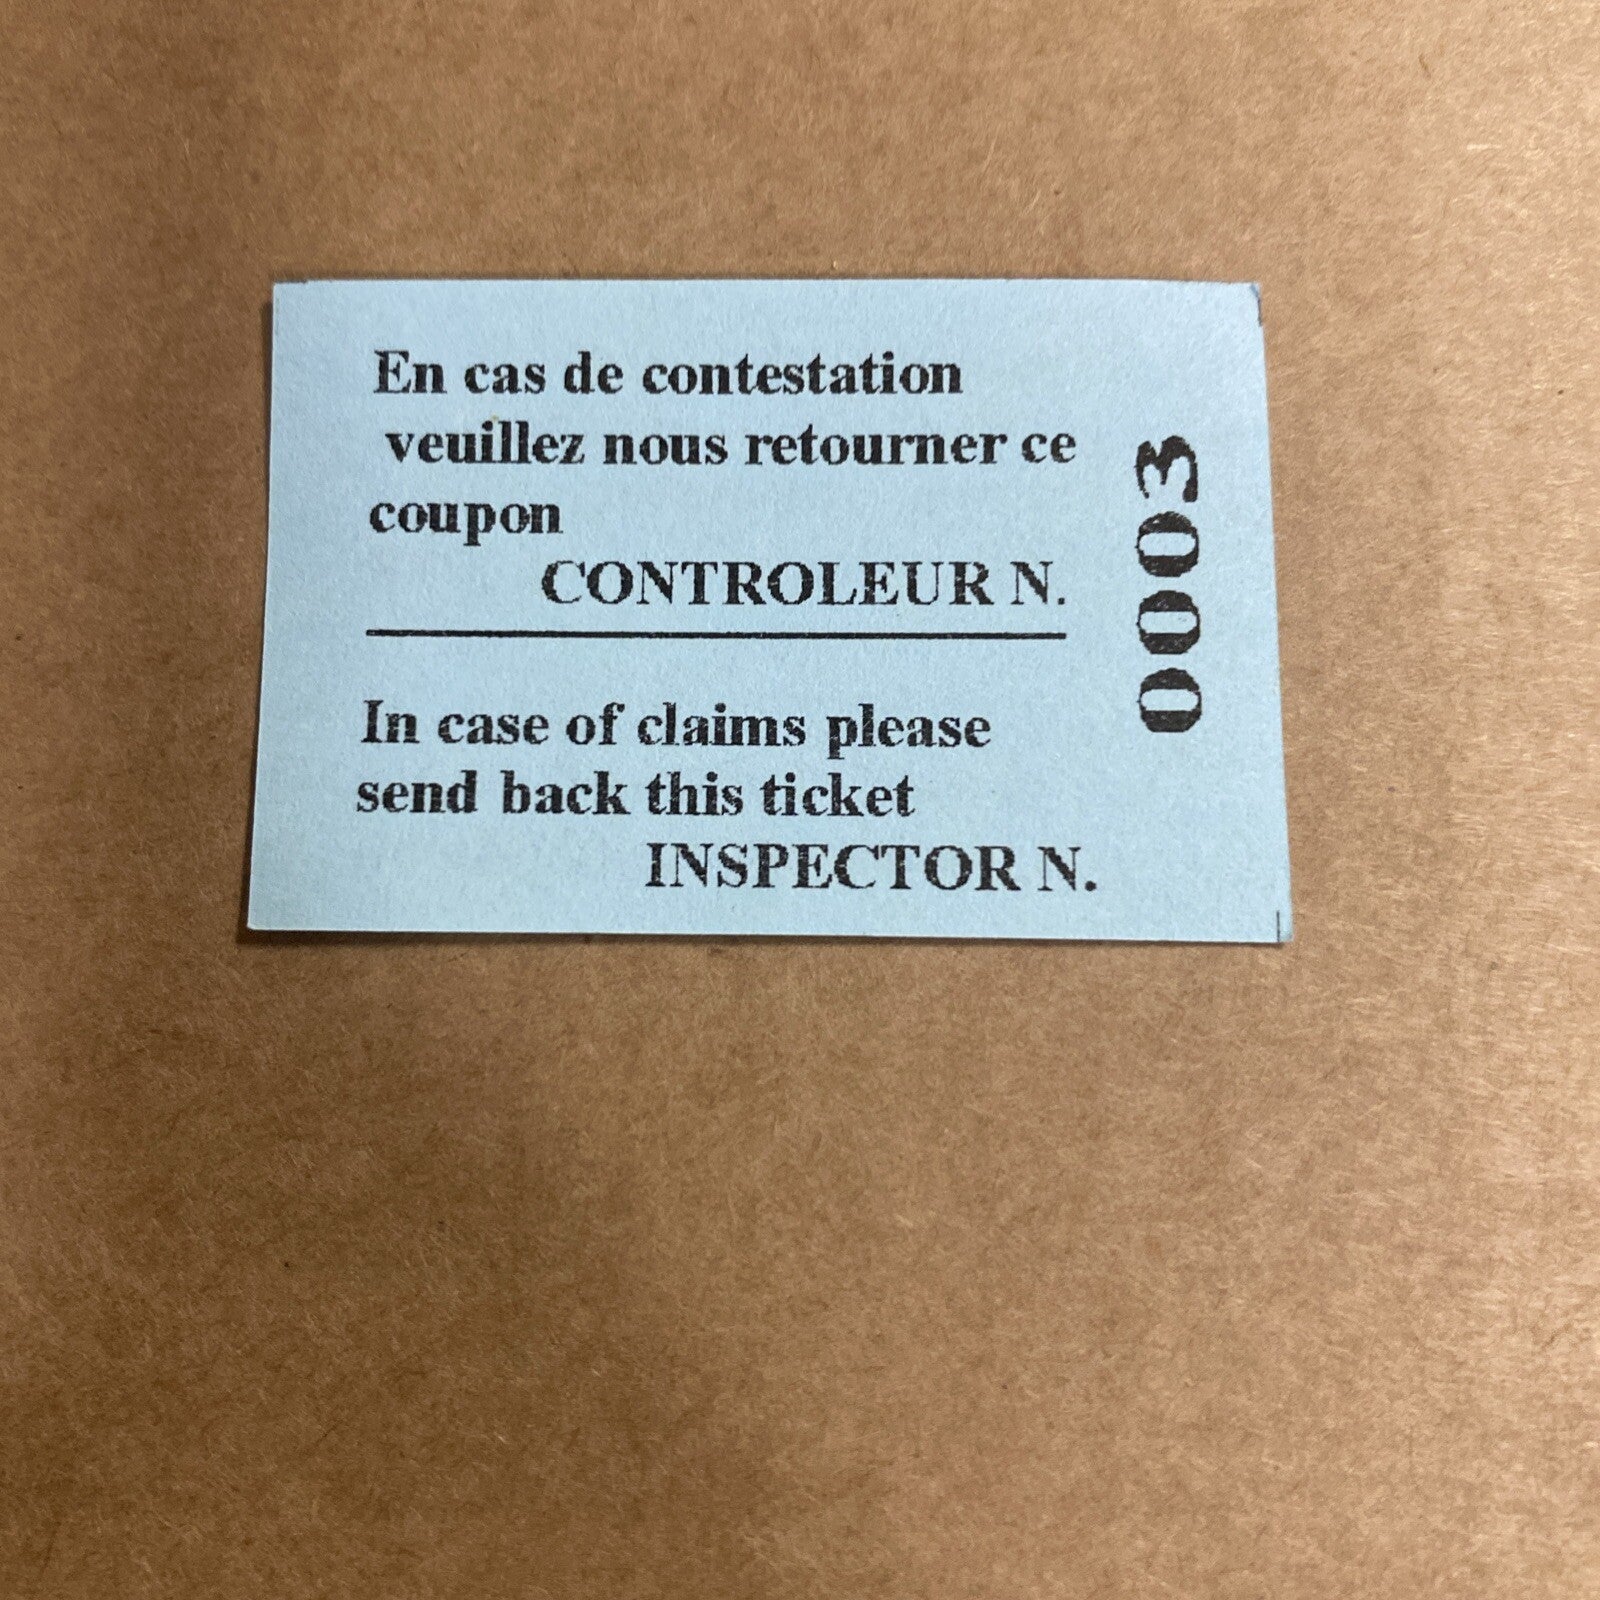 En cas de contestation
veuillez nous retourner ce
coupon
CONTROLEUR N.
In case of claims please
send back this ticket
INSPECTOR N.
0003